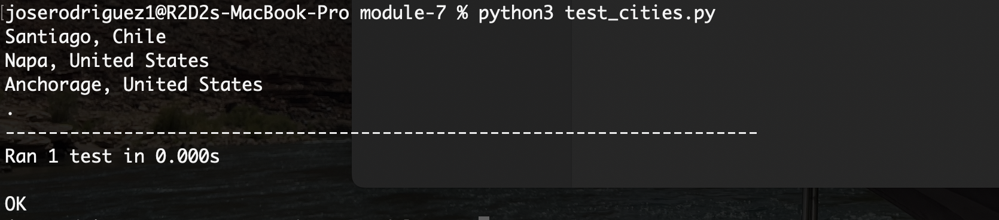 joserodriguez1@R2D2s-MacBook-Pro module-7 % python3 test_cities.py
Santiago, Chile
Napa, United States
Anchorage, United States
.
----------------------------------------------------------------------
Ran 1 test in 0.000s
OK